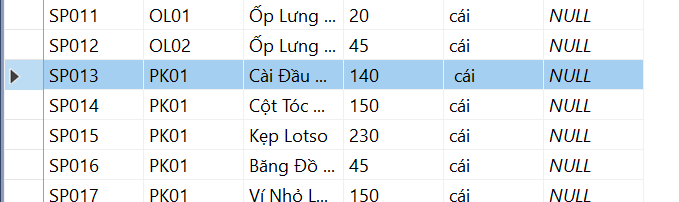 SP011 OL01 Ốp Lưng ... 20 cái NULL
SP012 OL02 Ốp Lưng ... 45 cái NULL
SP013 PK01 Cài Đầu ... 140 cái NULL
SP014 PK01 Cột Tóc ... 150 cái NULL
SP015 PK01 Kẹp Lotso 230 cái NULL
SP016 PK01 Băng Đồ ... 45 cái NULL
SP017 PK01 Ví Nhỏ L... 150 cái NULL